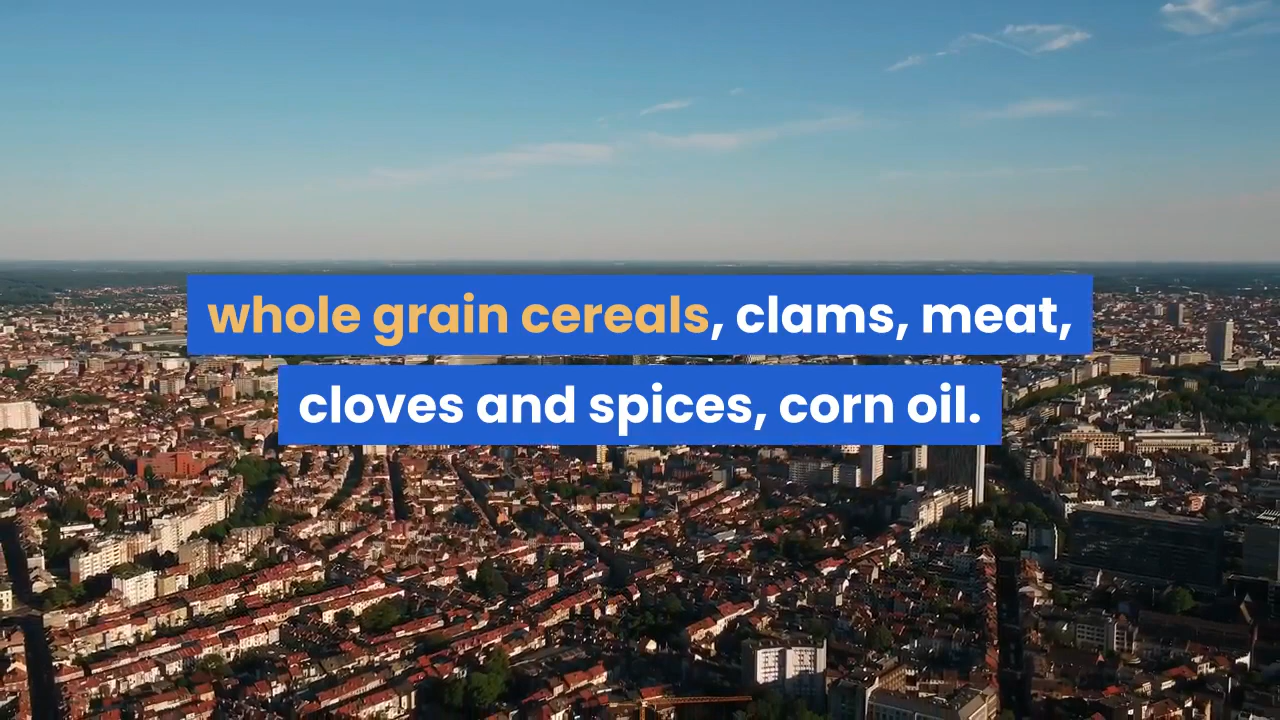 whole grain cereals, clams, meat,
cloves and spices, corn oil.